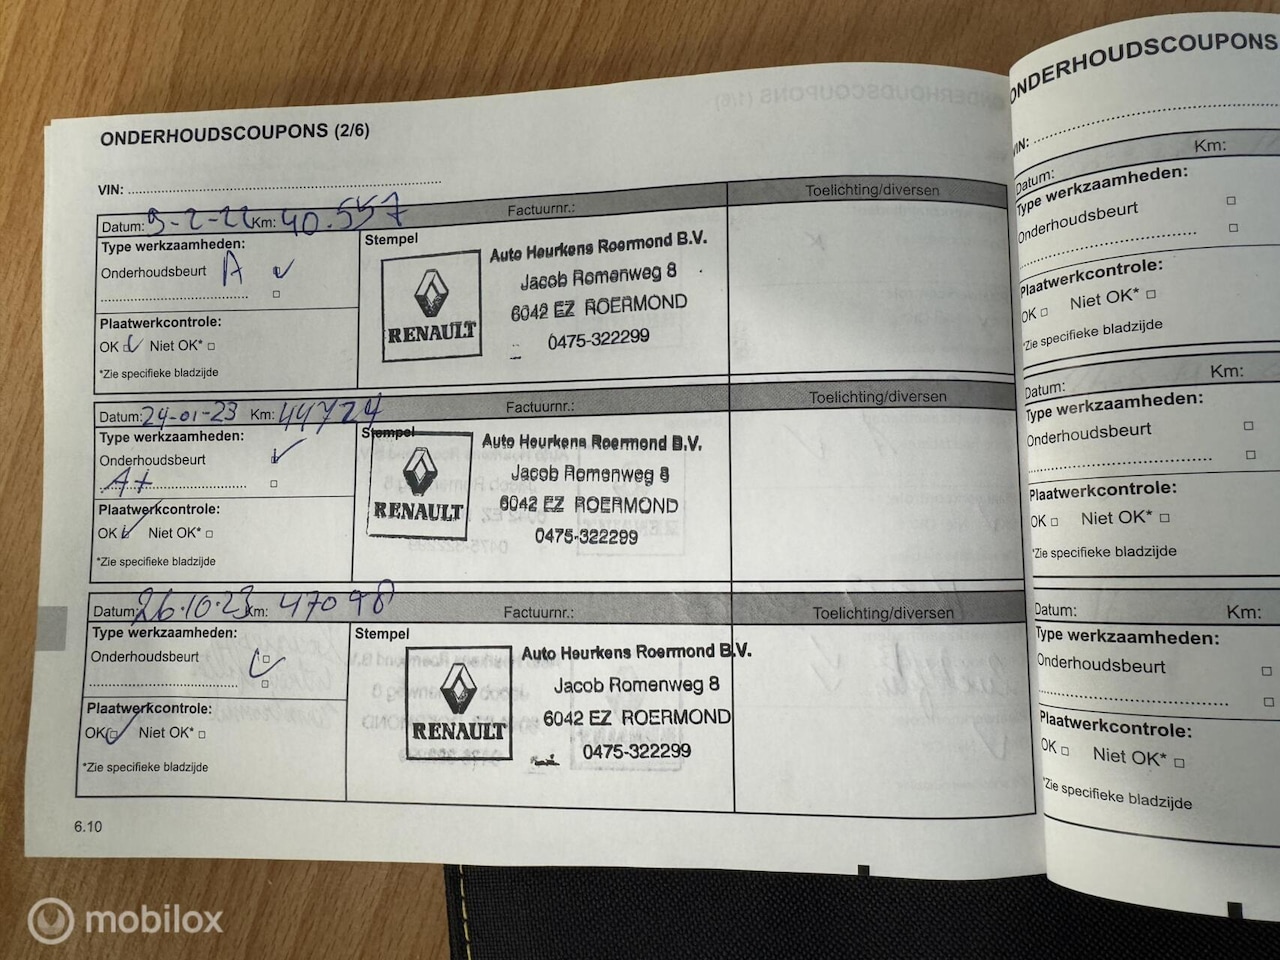 ONDERHOUDSCOUPONS (2/6)
VIN:
Toelichting/diversen
Datum: 9-2-22 Km: 40.557 Factuurnr.:
Type werkzaamheden:
Onderhoudsbeurt A
Plaatwerkcontrole:
OK Niet OK*
*Zie specifieke bladzijde
Stempel
RENAULT
Auto Heurkens Roermond B.V.
Jacob Romenweg 8
6042 EZ ROERMOND
0475-322299
Datum: 24-01-23 Km: 44724 Factuurnr.: Toelichting/diversen
Type werkzaamheden:
Onderhoudsbeurt
A+
Plaatwerkcontrole:
OK Niet OK*
*Zie specifieke bladzijde
Stempel
RENAULT
Auto Heurkens Roermond B.V.
Jacob Romenweg 8
6042 EZ ROERMOND
0475-322299
Datum: 26.10.23 Km: 47098 Factuurnr.: Toelichting/diversen
Type werkzaamheden:
Onderhoudsbeurt
Plaatwerkcontrole:
OK Niet OK*
*Zie specifieke bladzijde
Stempel
RENAULT
Auto Heurkens Roermond B.V.
Jacob Romenweg 8
6042 EZ ROERMOND
0475-322299
6.10
ONDERHOUDSCOUPONS
VIN:
Datum: Km:
Type werkzaamheden:
Onderhoudsbeurt
Plaatwerkcontrole:
OK Niet OK*
*Zie specifieke bladzijde
Datum: Km:
Type werkzaamheden:
Onderhoudsbeurt
Plaatwerkcontrole:
OK Niet OK*
*Zie specifieke bladzijde
Datum: Km:
Type werkzaamheden:
Onderhoudsbeurt
Plaatwerkcontrole:
OK Niet OK*
*Zie specifieke bladzijde
mobilox